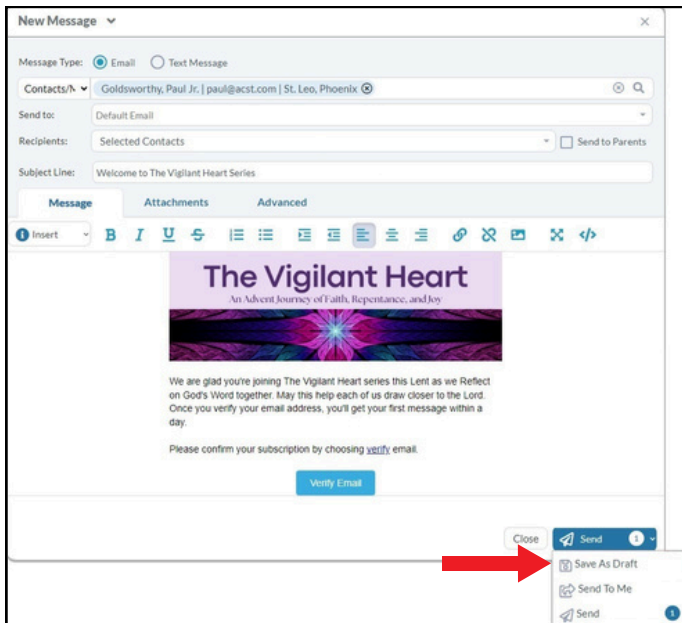 New Message
Message Type: Email Text Message
Contacts/ Goldsworthy, Paul Jr. | paul@acst.com | St. Leo, Phoenix
Send to: Default Email
Recipients: Selected Contacts Send to Parents
Subject Line: Welcome to The Vigilant Heart Series
Message Attachments Advanced
Insert B I U S
The Vigilant Heart
An Advent Journey of Faith, Repentance, and Joy
We are glad you're joining The Vigilant Heart series this Lent as we Reflect
on God's Word together. May this help each of us draw closer to the Lord.
Once you verify your email address, you'll get your first message within a
day.
Please confirm your subscription by choosing verify email.
Verify Email
Close Send 1
Save As Draft
Send To Me
Send 1